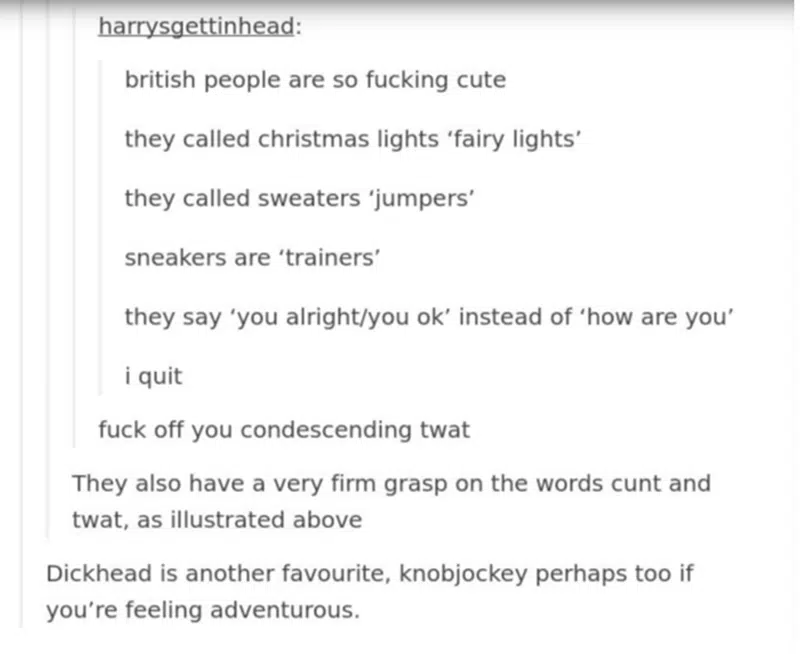 harrysgettinhead:
british people are so fucking cute
they called christmas lights ‘fairy lights’
they called sweaters ‘jumpers’
sneakers are ‘trainers’
they say ‘you alright/you ok’ instead of ‘how are you’
i quit
fuck off you condescending twat
They also have a very firm grasp on the words cunt and
twat, as illustrated above
Dickhead is another favourite, knobjockey perhaps too if
you’re feeling adventurous.